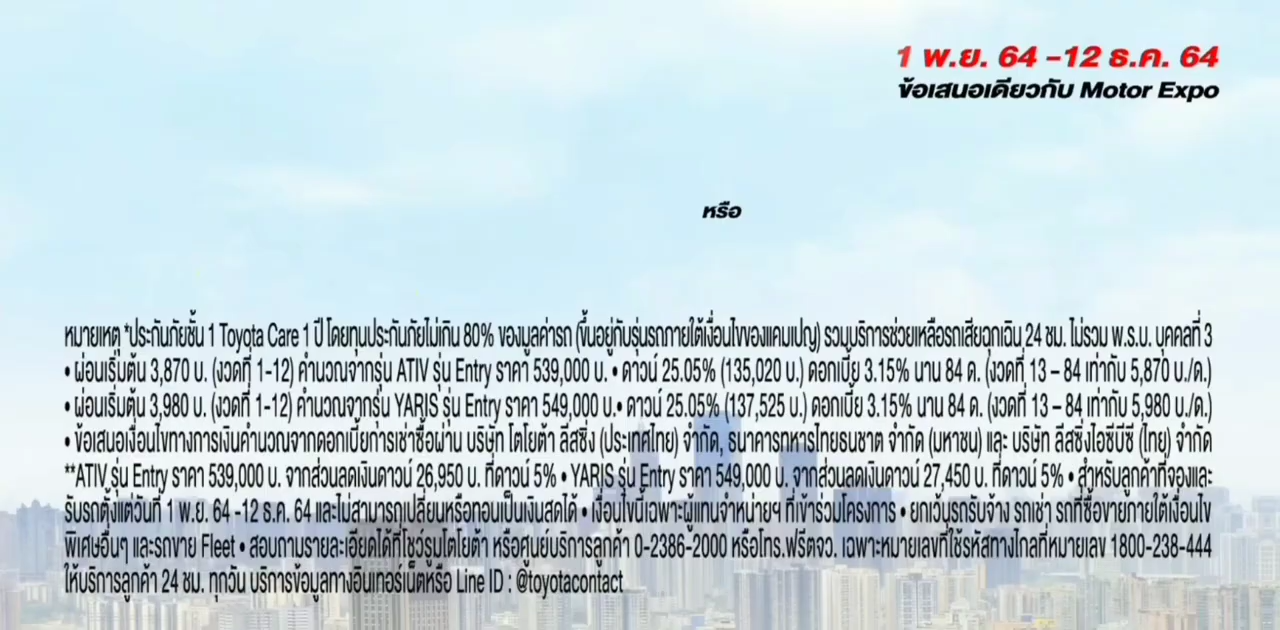 1 พ.ย. 64 –12 ธ.ค. 64
ข้อเสนอเดียวกับ Motor Expo
หรือ
หมายเหตุ *ประกันภัยชั้น 1 Toyota Care 1 ปี โดยทุนประกันภัยไม่เกิน 80% ของมูลค่ารถ (ขึ้นอยู่กับรุ่นรถภายใต้เงื่อนไขของแคมเปญ) รวมบริการช่วยเหลือรถเสียฉุกเฉิน 24 ชม. ไม่รวม พ.ร.บ. บุคคลที่ 3
• ผ่อนเริ่มต้น 3,870 บ. (งวดที่ 1-12) คำนวณจากรุ่น ATIV รุ่น Entry ราคา 539,000 บ. • ดาวน์ 25.05% (135,020 บ.) ดอกเบี้ย 3.15% นาน 84 ด. (งวดที่ 13 – 84 เท่ากับ 5,870 บ./ด.)
• ผ่อนเริ่มต้น 3,980 บ. (งวดที่ 1-12) คำนวณจากรุ่น YARIS รุ่น Entry ราคา 549,000 บ.• ดาวน์ 25.05% (137,525 บ.) ดอกเบี้ย 3.15% นาน 84 ด. (งวดที่ 13 – 84 เท่ากับ 5,980 บ./ด.)
• ข้อเสนอเงื่อนไขทางการเงินคำนวณจากดอกเบี้ยการเช่าซื้อผ่าน บริษัท โตโยต้า ลีสซิ่ง (ประเทศไทย) จำกัด, ธนาคารทหารไทยธนชาต จำกัด (มหาชน) และ บริษัท ลีสซิ่งไอซีบีซี (ไทย) จำกัด
**ATIV รุ่น Entry ราคา 539,000 บ. จากส่วนลดเงินดาวน์ 26,950 บ. ที่ดาวน์ 5% • YARIS รุ่น Entry ราคา 549,000 บ. จากส่วนลดเงินดาวน์ 27,450 บ. ที่ดาวน์ 5% • สำหรับลูกค้าที่จองและ
รับรถตั้งแต่วันที่ 1 พ.ย. 64 -12 ธ.ค. 64 และไม่สามารถเปลี่ยนหรือทอนเป็นเงินสดได้ • เงื่อนไขนี้เฉพาะผู้แทนจำหน่ายฯ ที่เข้าร่วมโครงการ • ยกเว้นรถรับจ้าง รถเช่า รถที่ซื้อขายภายใต้เงื่อนไข
พิเศษอื่นๆ และรถขาย Fleet • สอบถามรายละเอียดได้ที่โชว์รูมโตโยต้า หรือศูนย์บริการลูกค้า 0-2386-2000 หรือโทร.ฟรีตจว. เฉพาะหมายเลขที่ใช้รหัสทางไกลที่หมายเลข 1800-238-444
ให้บริการลูกค้า 24 ชม. ทุกวัน บริการข้อมูลทางอินเทอร์เน็ตหรือ Line ID : @toyotacontact